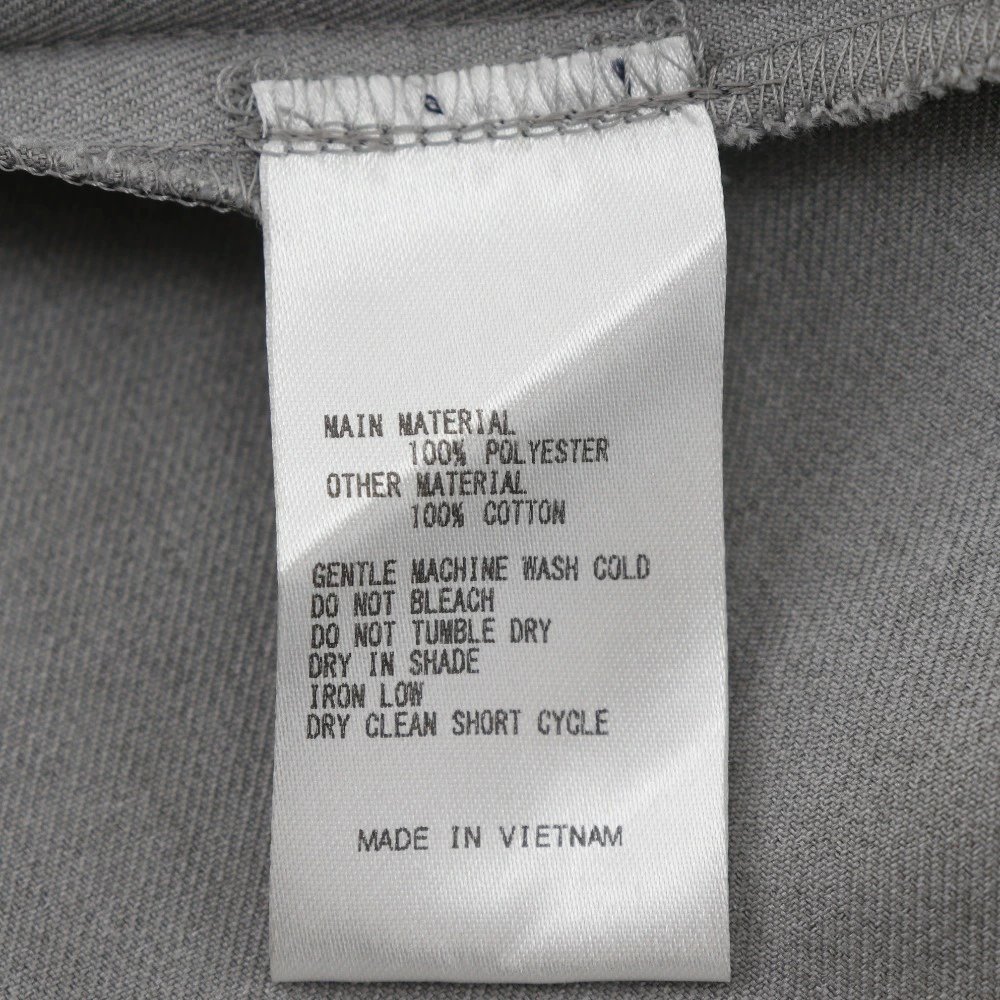 MAIN MATERIAL
100% POLYESTER
OTHER MATERIAL
100% COTTON
GENTLE MACHINE WASH COLD
DO NOT BLEACH
DO NOT TUMBLE DRY
DRY IN SHADE
IRON LOW
DRY CLEAN SHORT CYCLE
MADE IN VIETNAM